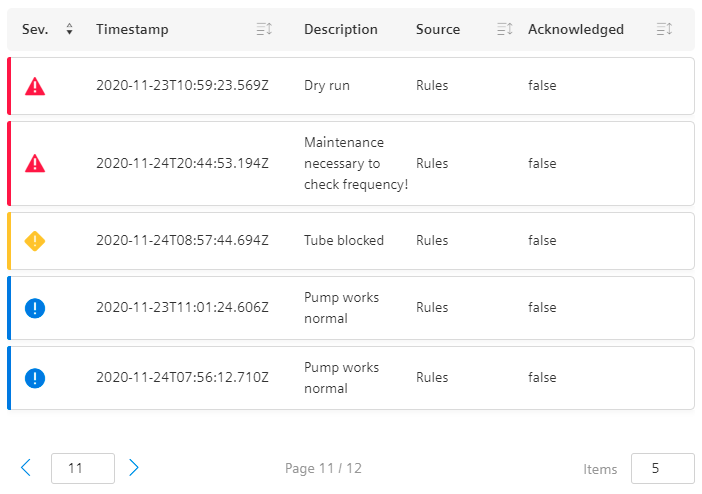 Sev. Timestamp Description Source Acknowledged
2020-11-23T10:59:23.569Z Dry run Rules false
Maintenance
2020-11-24T20:44:53.194Z necessary to Rules false
check frequency!
2020-11-24T08:57:44.694Z Tube blocked Rules false
Pump works
2020-11-23T11:01:24.606Z Rules false
normal
Pump works
2020-11-24T07:56:12.710Z Rules false
normal
11 Page 11 / 12 Items 5